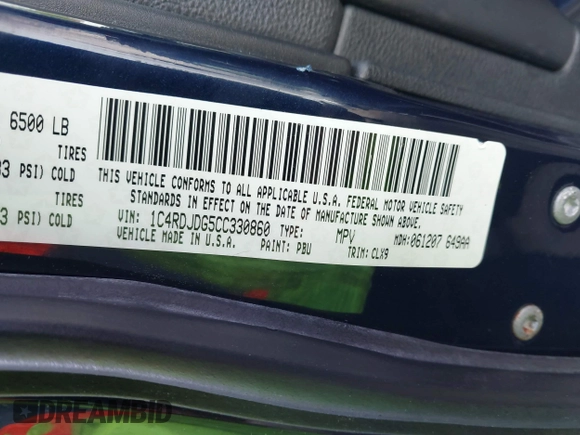 6500 LB
TIRES
33 PSI) COLD
THIS VEHICLE CONFORMS TO ALL APPLICABLE U.S.A. FEDERAL MOTOR VEHICLE SAFETY
TIRES
STANDARDS IN EFFECT ON THE DATE OF MANUFACTURE SHOWN ABOVE.
3 PSI) COLD
VIN: 1C4RDJDG5CC330860 TYPE: MPV MDH:061207 649AA
VEHICLE MADE IN U.S.A. PAINT: PBU TRIM: CLX9
DREAMBID